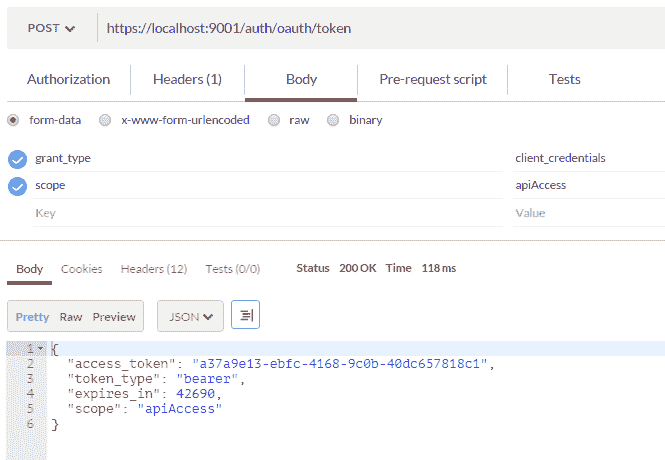 POST https://localhost:9001/auth/oauth/token
Authorization Headers (1) Body Pre-request script Tests
form-data x-www-form-urlencoded raw binary
grant_type client_credentials
scope apiAccess
Key Value
Body Cookies Headers (12) Tests (0/0) Status 200 OK Time 118 ms
Pretty Raw Preview JSON
1 {
2 "access_token": "a37a9e13-ebfc-4168-9c0b-40dc657818c1",
3 "token_type": "bearer",
4 "expires_in": 42690,
5 "scope": "apiAccess"
6 }